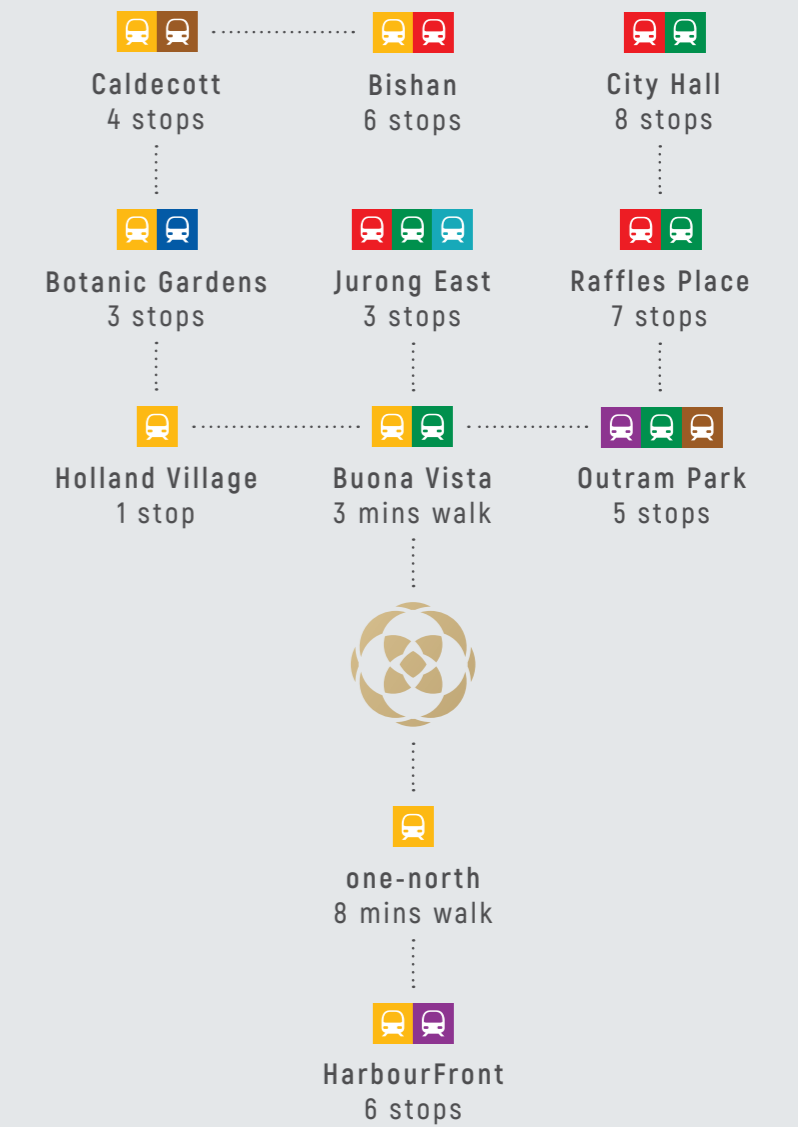 Caldecott
4 stops
Bishan
6 stops
City Hall
8 stops
Botanic Gardens
3 stops
Jurong East
3 stops
Raffles Place
7 stops
Holland Village
1 stop
Buona Vista
3 mins walk
Outram Park
5 stops
one-north
8 mins walk
HarbourFront
6 stops